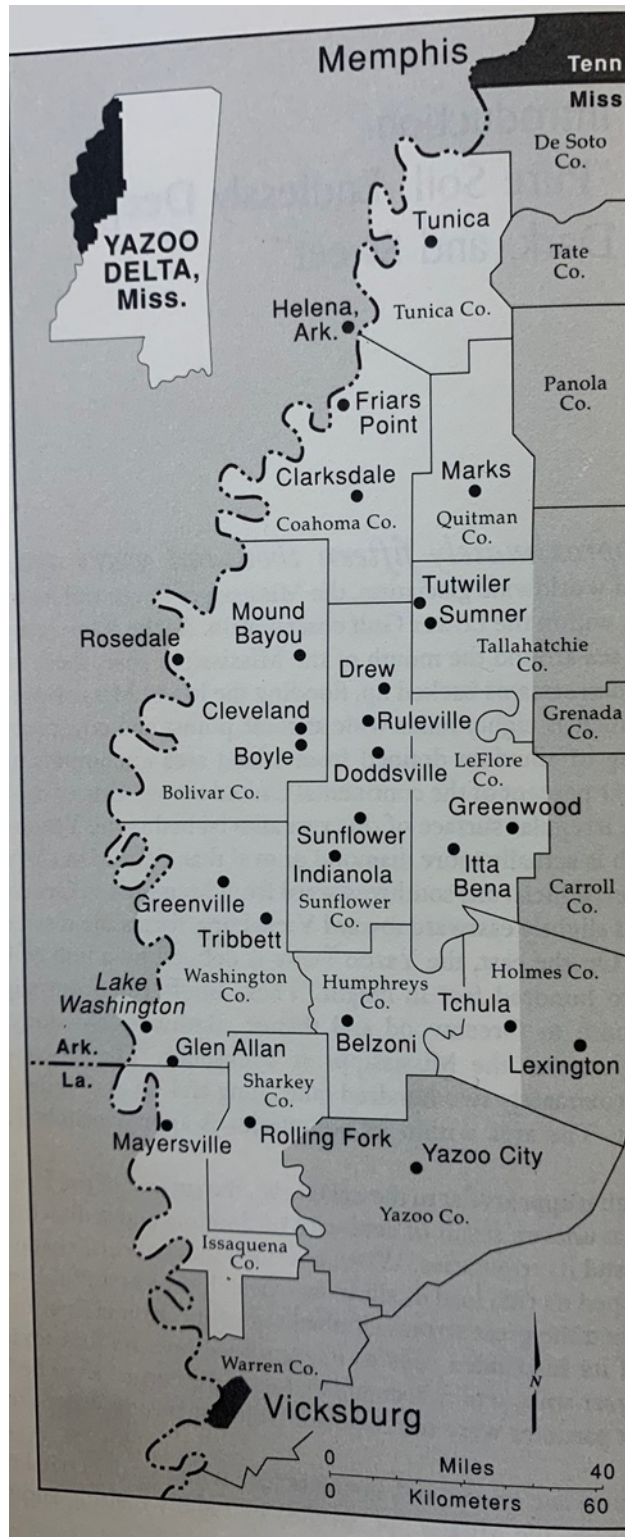 Memphis
Tenn
Miss
De Soto
Co.
YAZOO
DELTA,
Miss.
Tunica
Tate
Co.
Helena,
Ark.
Tunica Co.
Panola
Co.
Friars
Point
Clarksdale
Marks
Coahoma Co.
Quitman
Co.
Tutwiler
Sumner
Mound
Bayou
Rosedale
Tallahatchie
Co.
Drew
Cleveland
Ruleville
Grenada
Co.
Boyle
Doddsville
LeFlore
Co.
Bolivar Co.
Greenwood
Sunflower
Indianola
Itta
Bena
Greenville
Sunflower
Co.
Carroll
Co.
Tribbett
Washington
Co.
Humphreys
Co.
Holmes Co.
Lake
Washington
Tchula
Belzoni
Lexington
Ark.
La.
Glen Allan
Sharkey
Co.
Mayersville
Rolling Fork
Yazoo City
Yazoo Co.
Issaquena
Co.
Warren Co.
Vicksburg
N
0 Miles 40
0 Kilometers 60